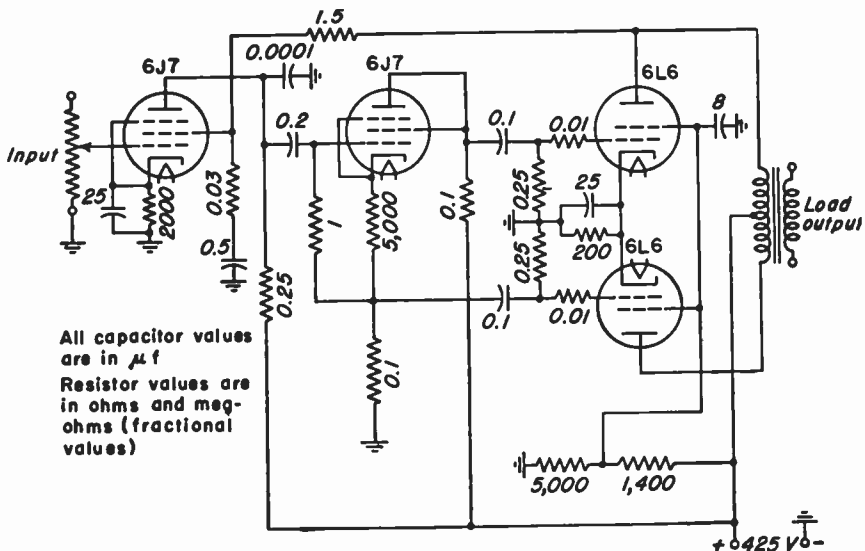 1.5
0.0001
6J7
6J7
6L6
8
0.2
0.1
0.01
Input
25
2000
0.03
0.5
1
5,000
0.1
0.25
25
200
0.25
6L6
Load
output
0.25
0.1
0.01
0.1
All capacitor values
are in μf
Resistor values are
in ohms and meg-
ohms (fractional
values)
5,000
1,400
+ 425 V -